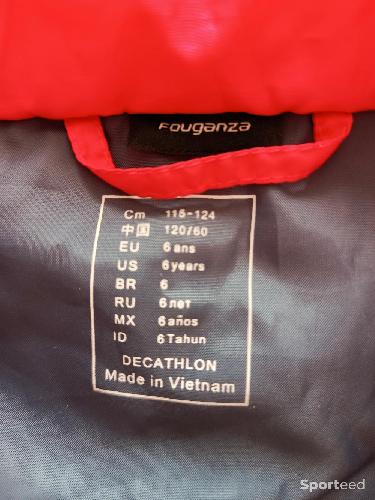 Fouganza
Cm 115-124
中国 120/60
EU 6 ans
US 6 years
BR 6
RU 6 лет
MX 6 años
ID 6 Tahun
DECATHLON
Made in Vietnam
Sporteed